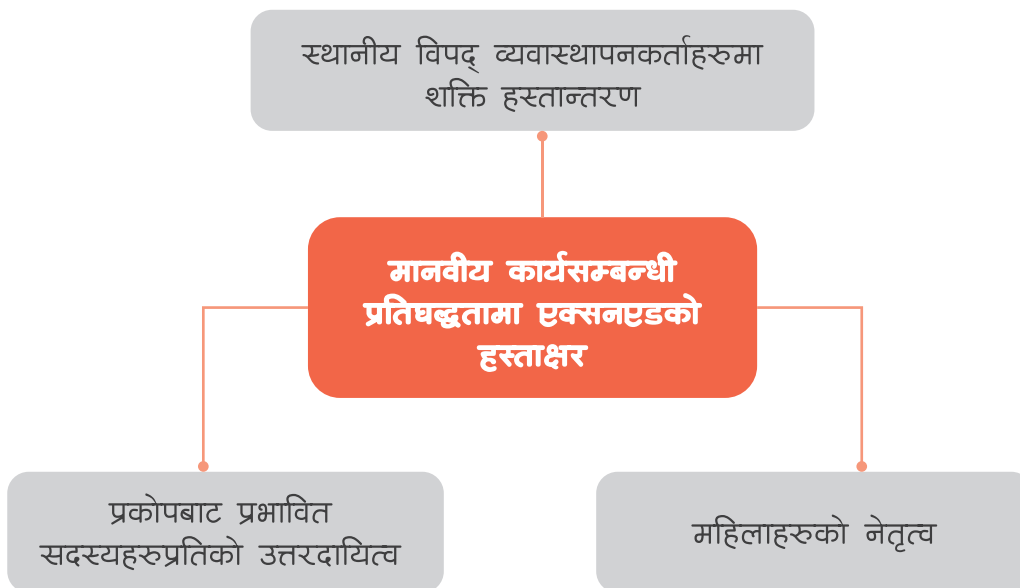 स्थानीय विपद् व्यवास्थापनकर्ताहरुमा
शक्ति हस्तान्तरण
मानवीय कार्यसम्बन्धी
प्रतिघद्धतामा एक्सनएडको
हस्ताक्षर
प्रकोपबाट प्रभावित
सदस्यहरुप्रतिको उत्तरदायित्व
महिलाहरुको नेतृत्व